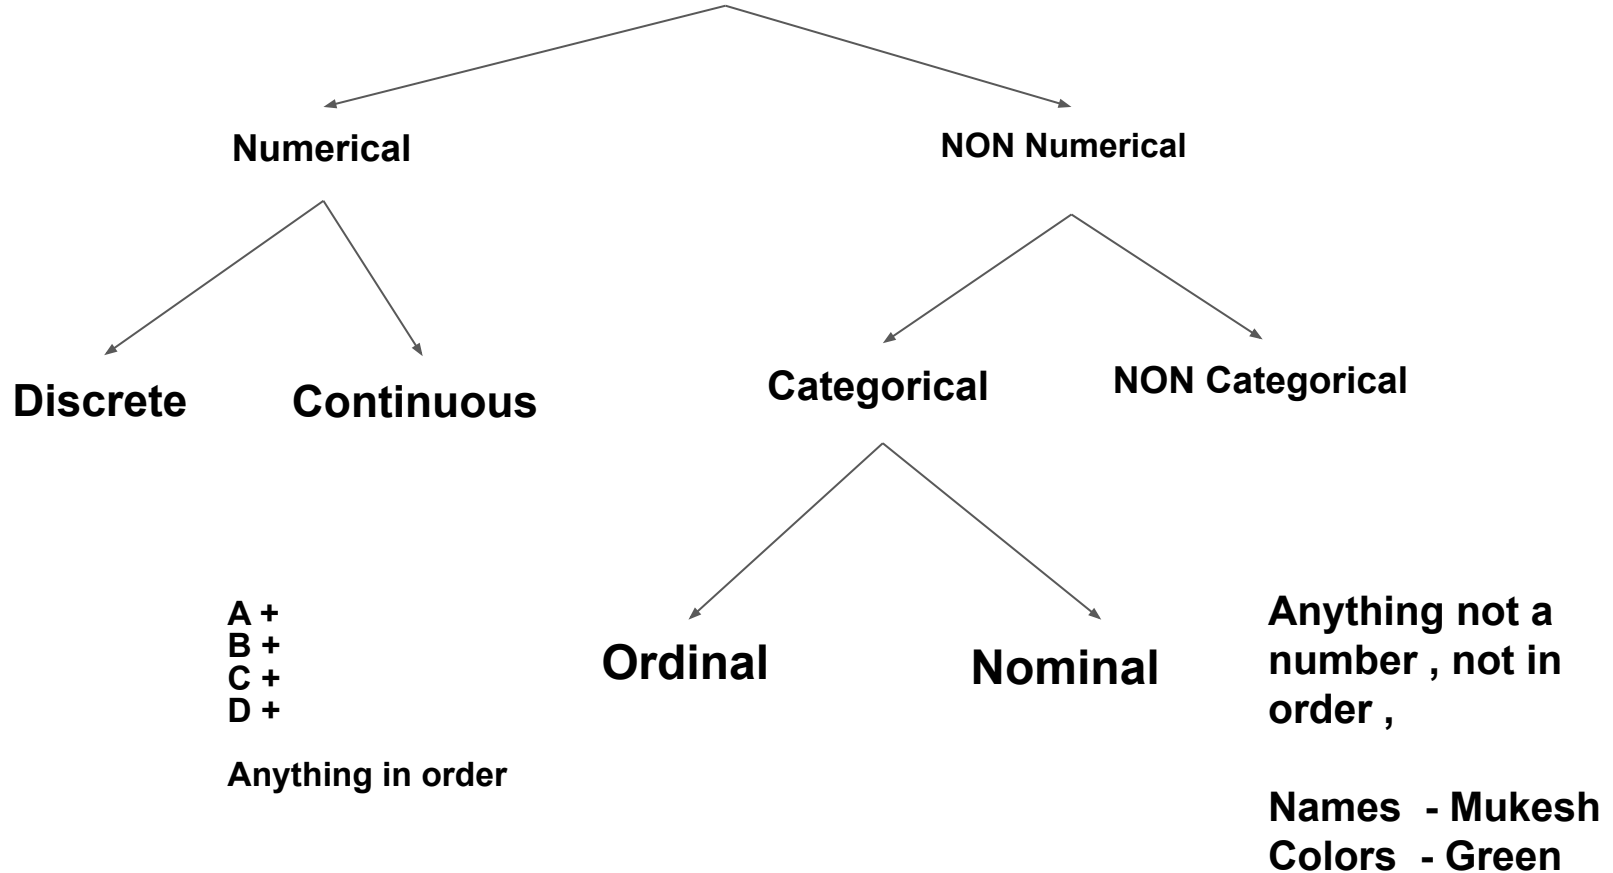 Numerical
NON Numerical
Discrete
Continuous
Categorical
NON Categorical
A +
B +
C +
D +
Anything in order
Ordinal
Nominal
Anything not a
number , not in
order ,
Names  - Mukesh
Colors  - Green